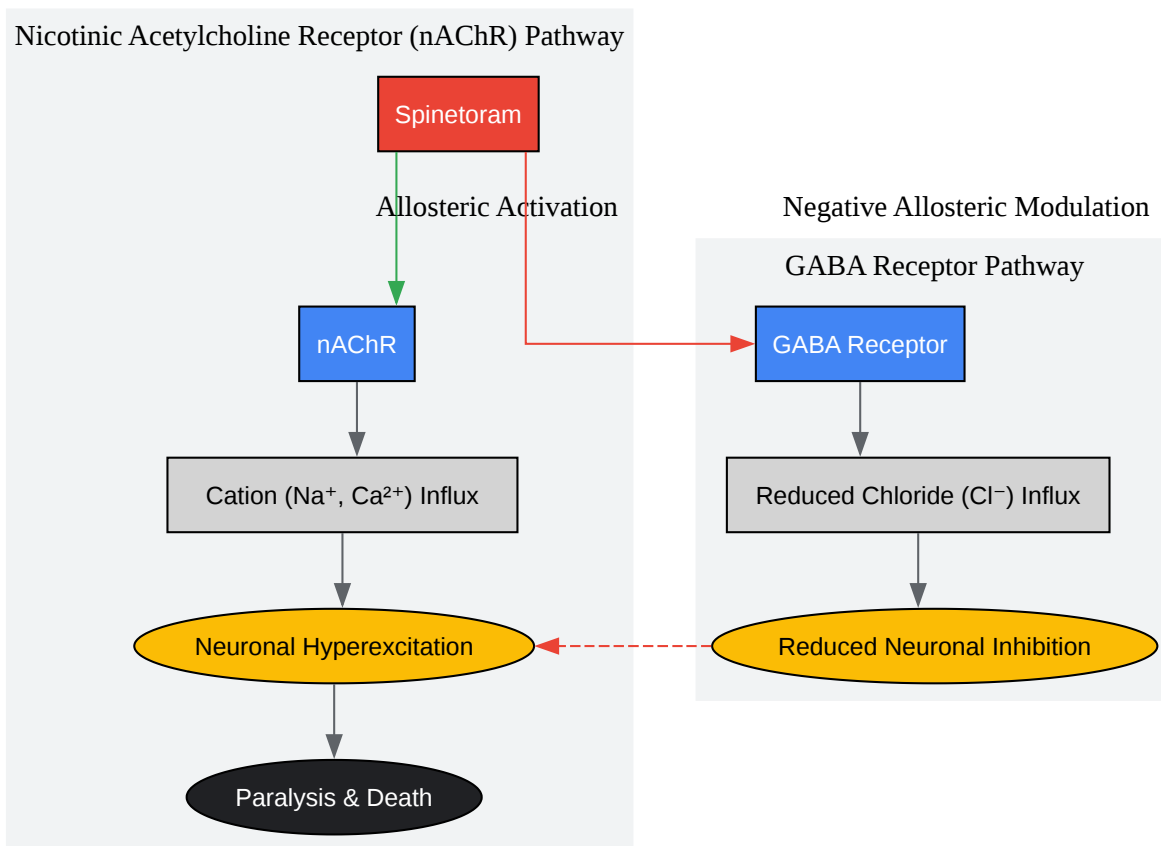 Nicotinic Acetylcholine Receptor (nAChR) Pathway
Spinetoram
Allosteric Activation
Negative Allosteric Modulation
GABA Receptor Pathway
nAChR
GABA Receptor
Cation (Na⁺, Ca²⁺) Influx
Reduced Chloride (Cl⁻) Influx
Neuronal Hyperexcitation
Reduced Neuronal Inhibition
Paralysis & Death